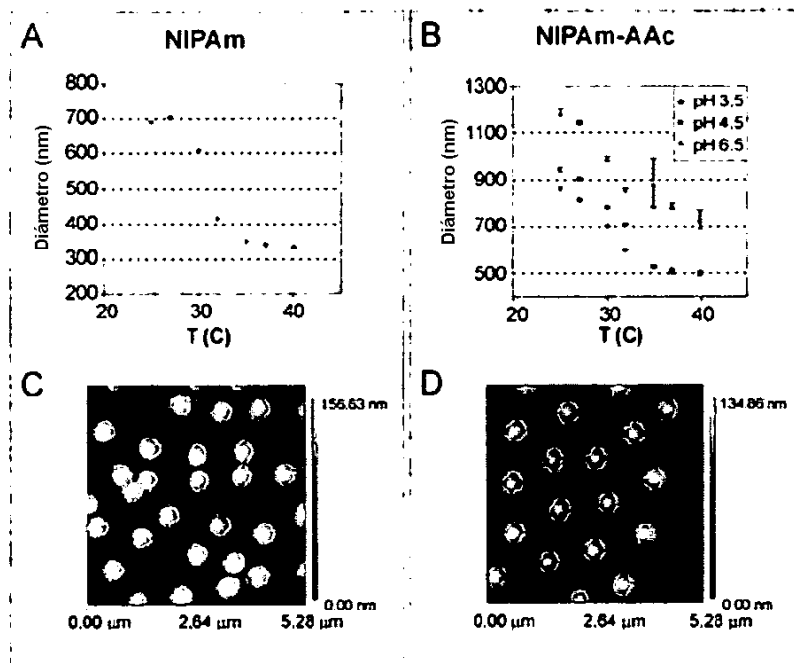 A
NIPAm
Diámetro (nm)
800
700
600
500
400
300
200
20
30
40
T (C)
B
NIPAm-AAc
Diámetro (nm)
1300
1100
900
700
500
20
30
40
T (C)
pH 3,5
pH 4,5
pH 6.5
C
156.63 nm
0.00 nm
0.00 µm
2.64 µm
5.28 µm
D
134.86 nm
0.00 nm
0.00 µm
2.64 µm
5.28 µm